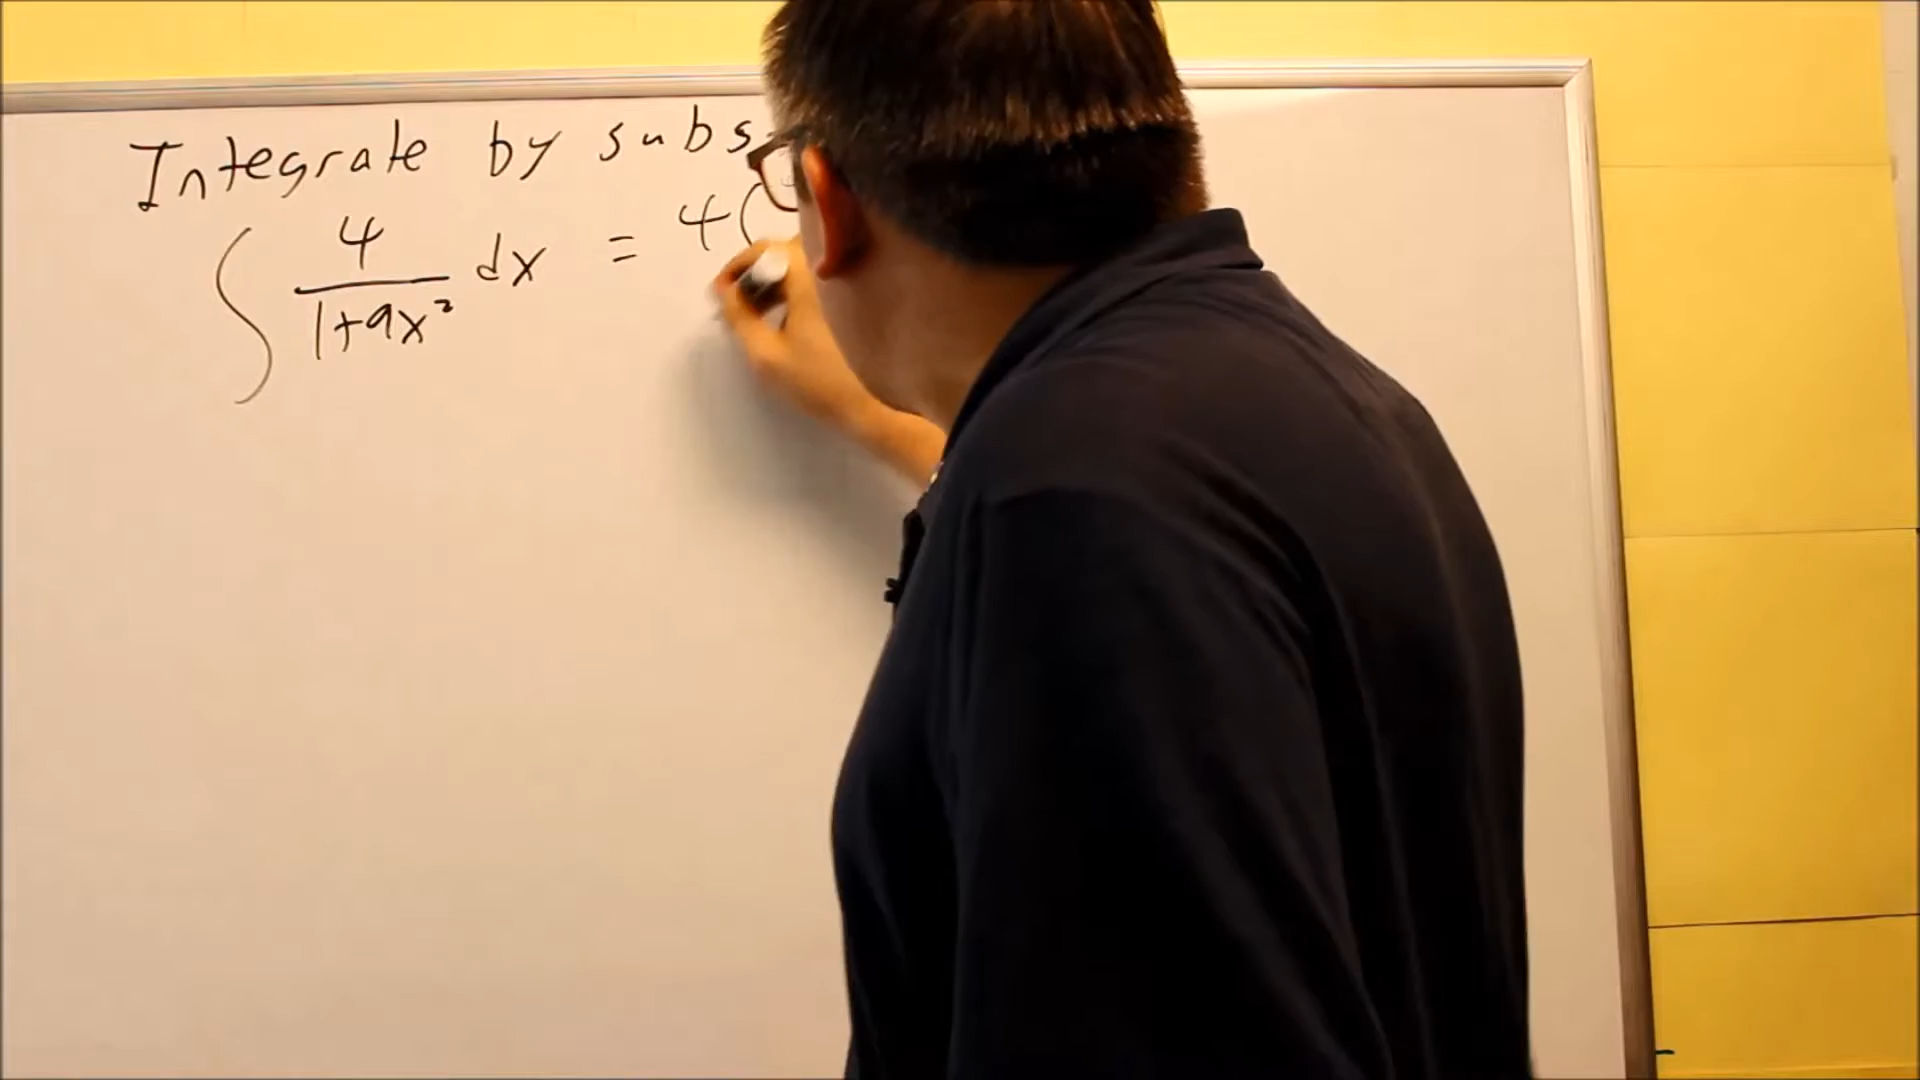 Integrate by subs
∫ 4/(1+9x²) dx = 4∫